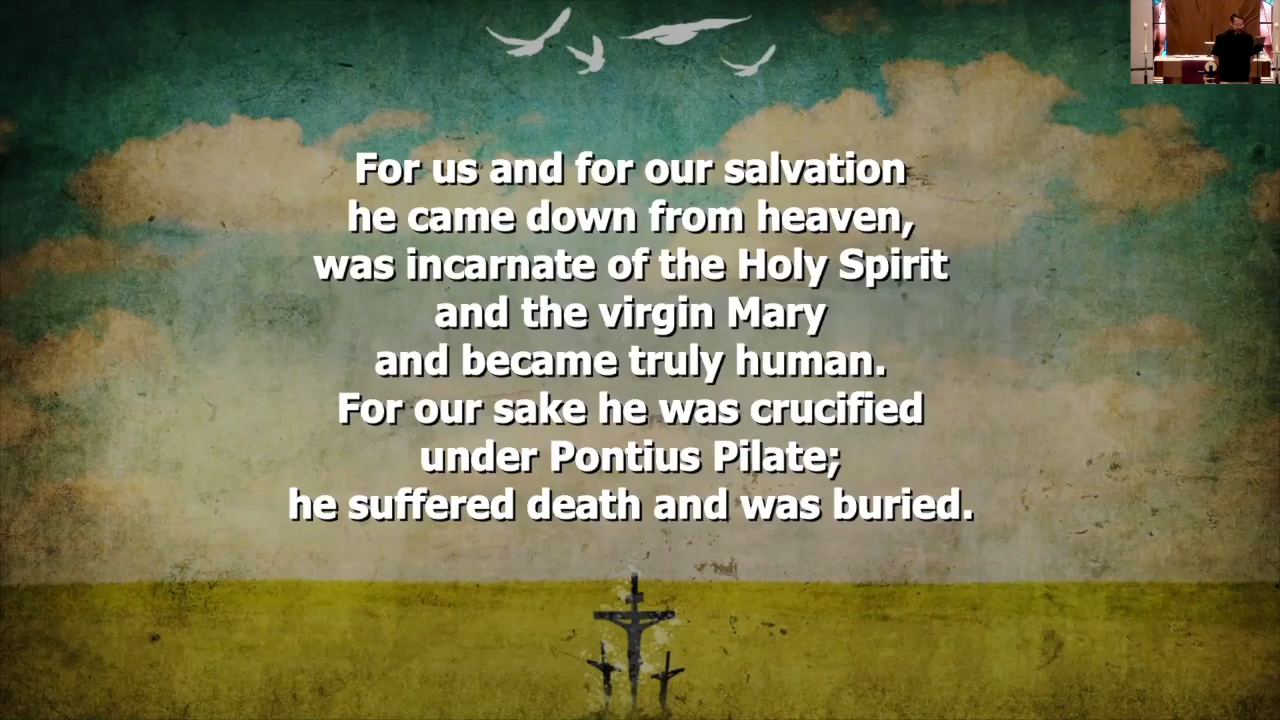 For us and for our salvation
he came down from heaven,
was incarnate of the Holy Spirit
and the virgin Mary
and became truly human.
For our sake he was crucified
under Pontius Pilate;
he suffered death and was buried.